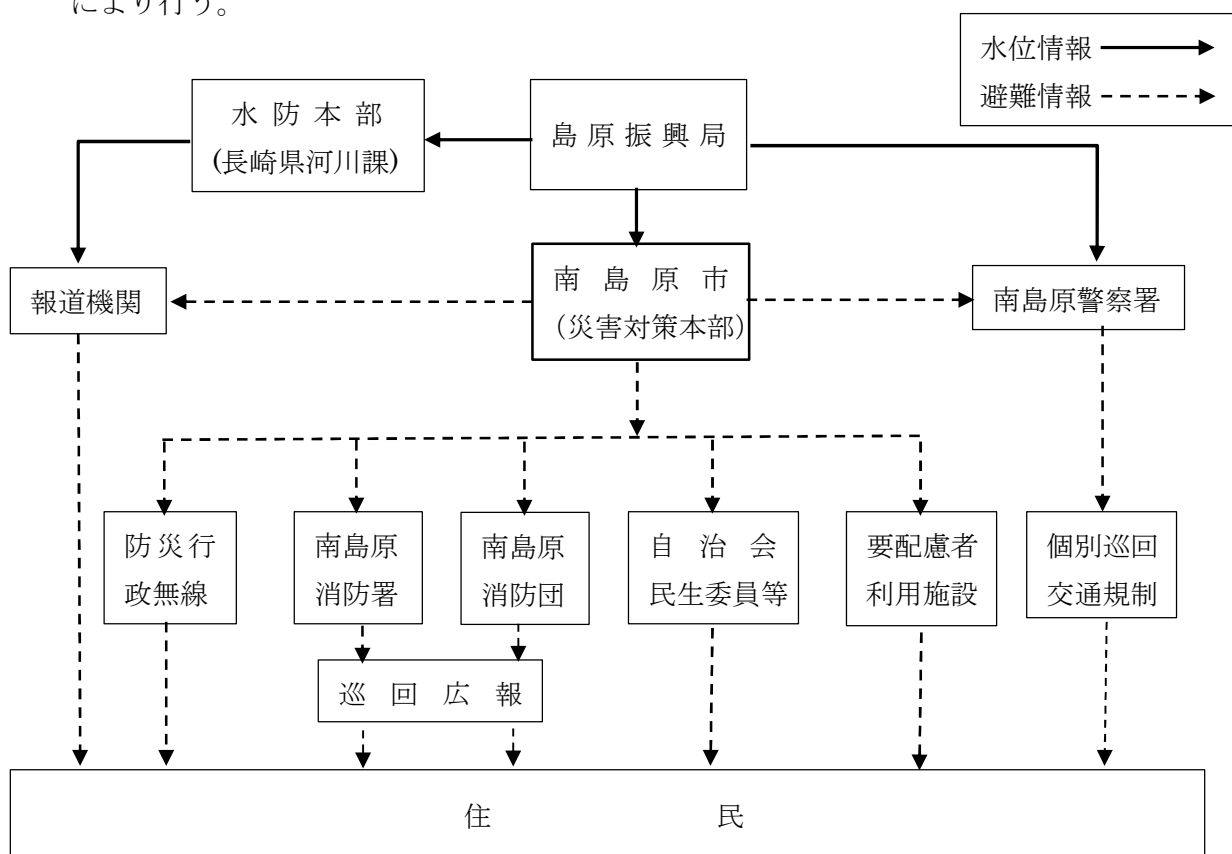 により行う。
水位情報
避難情報
水防本部
(長崎県河川課)
島原振興局
報道機関
南島原市
（災害対策本部）
南島原警察署
防災行
政無線
南島原
消防署
南島原
消防団
自治会
民生委員等
要配慮者
利用施設
個別巡回
交通規制
巡回広報
住民